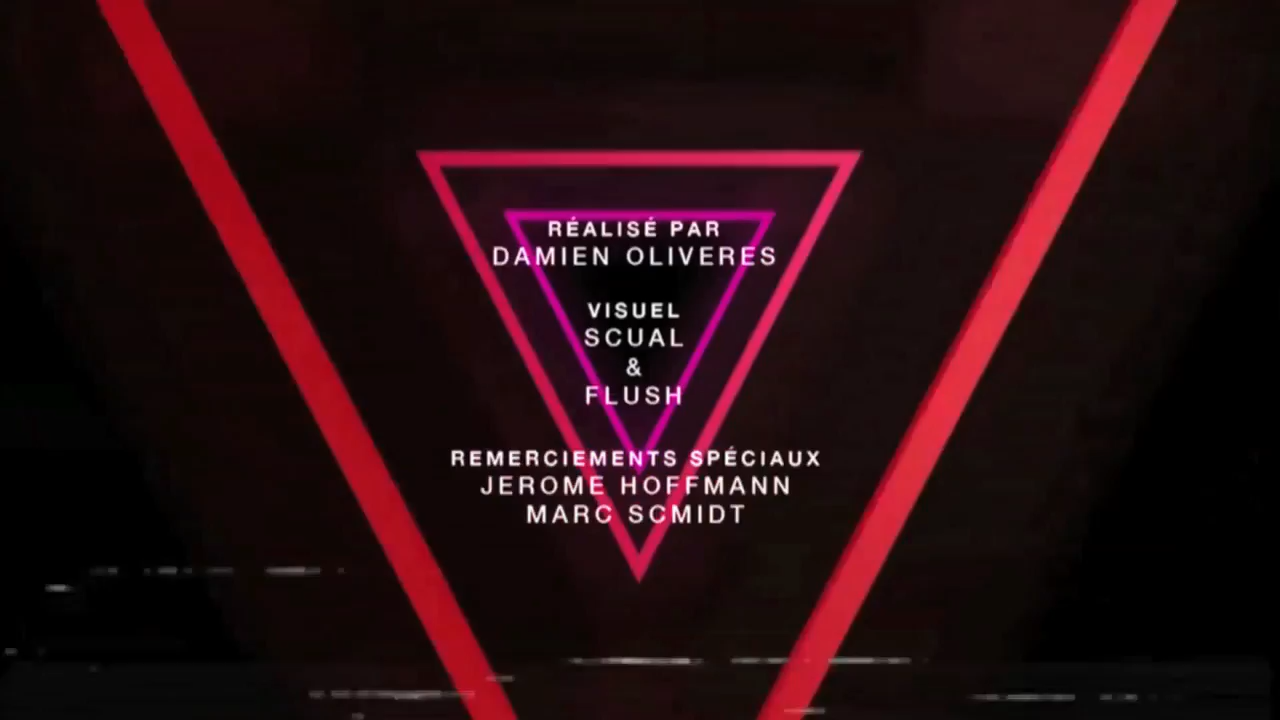 RÉALISÉ PAR
DAMIEN OLIVERES
VISUEL
SCUAL
&
FLUSH
REMERCIEMENTS SPÉCIAUX
JEROME HOFFMANN
MARC SCMIDT